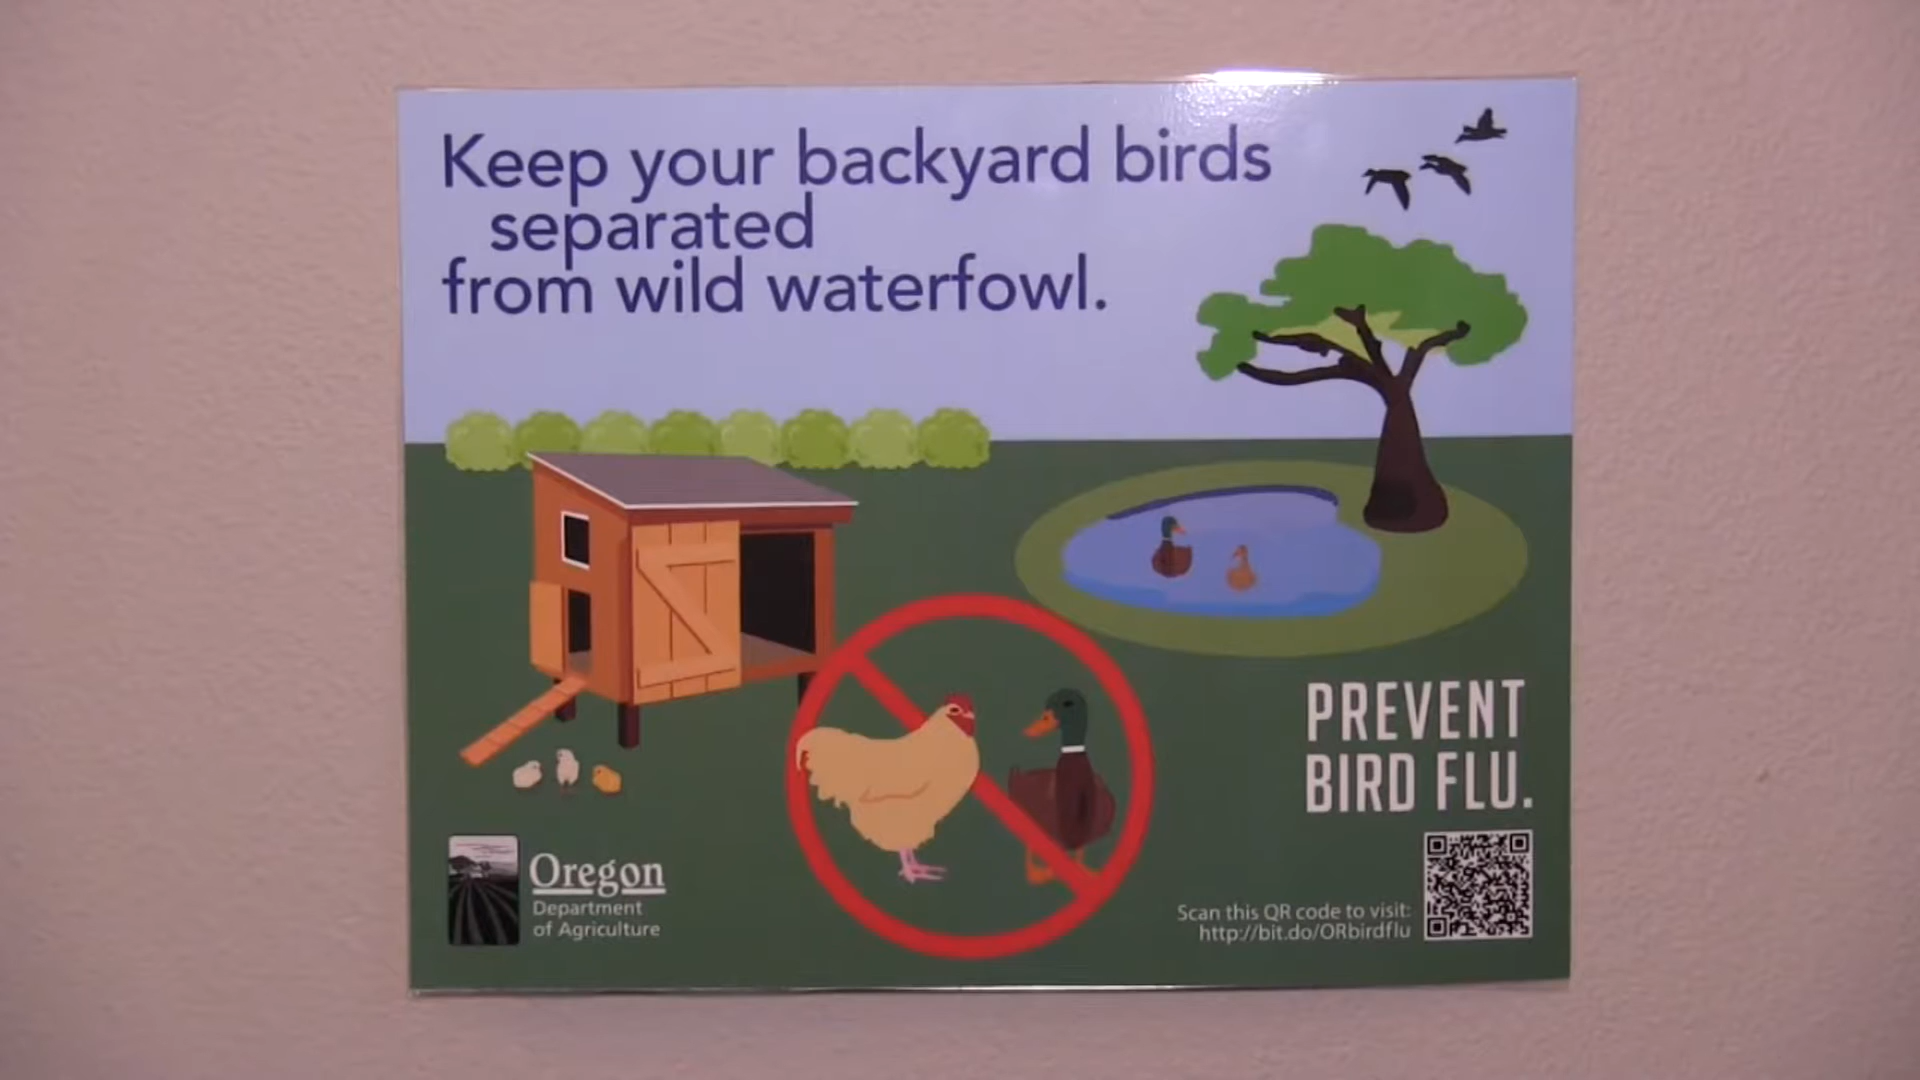 Keep your backyard birds
separated
from wild waterfowl.
PREVENT
BIRD FLU.
Oregon
Department
of Agriculture
Scan this QR code to visit:
http://bit.do/ORbirdflu